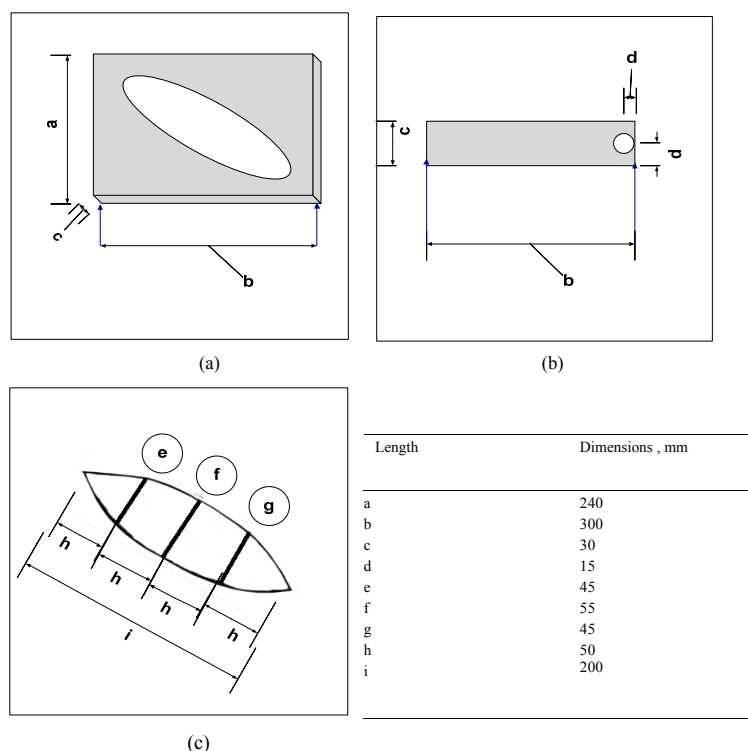 a
c
b
(a)
d
c
d
b
(b)
e
f
g
h
h
h
h
i
(c)
Length Dimensions , mm
a 240
b 300
c 30
d 15
e 45
f 55
g 45
h 50
i 200